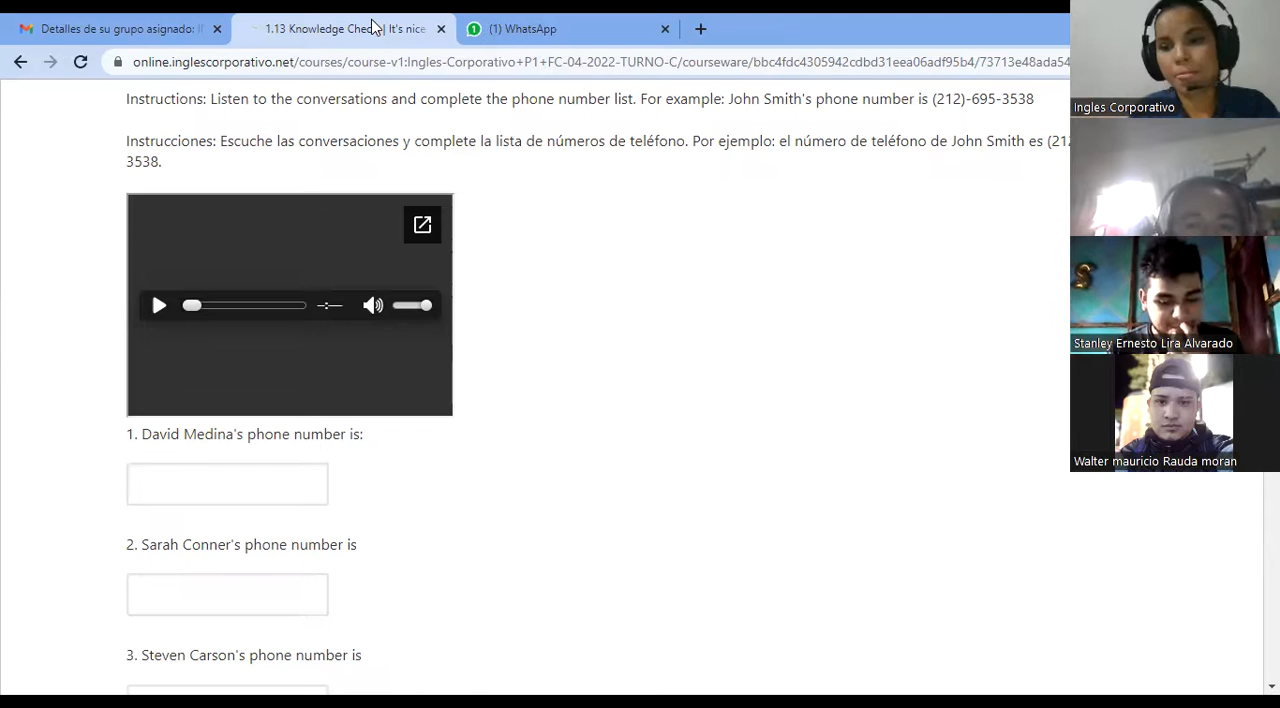 Detalles de su grupo asignado: I
1.13 Knowledge Chec | It's nice
(1) WhatsApp
online.inglescorporativo.net/courses/course-v1:Ingles-Corporativo+P1+FC-04-2022-TURNO-C/courseware/bbc4fdc4305942cdbd31eea06adf95b4/73713e48ada54
Instructions: Listen to the conversations and complete the phone number list. For example: John Smith's phone number is (212)-695-3538
Instrucciones: Escuche las conversaciones y complete la lista de números de teléfono. Por ejemplo: el número de teléfono de John Smith es (212
3538.
1. David Medina's phone number is:
2. Sarah Conner's phone number is
3. Steven Carson's phone number is
Ingles Corporativo
Stanley Ernesto Lira Alvarado
Walter mauricio Rauda moran